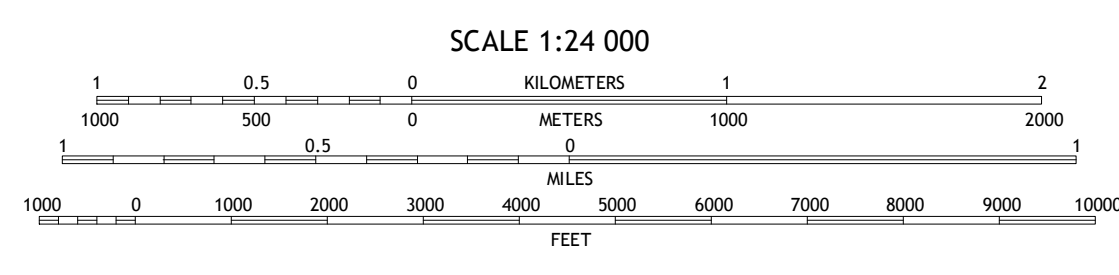 SCALE 1:24 000
1 0.5 0 KILOMETERS 1 2
1000 500 0 METERS 1000 2000
1 0.5 0 1
MILES
1000 0 1000 2000 3000 4000 5000 6000 7000 8000 9000 10000
FEET